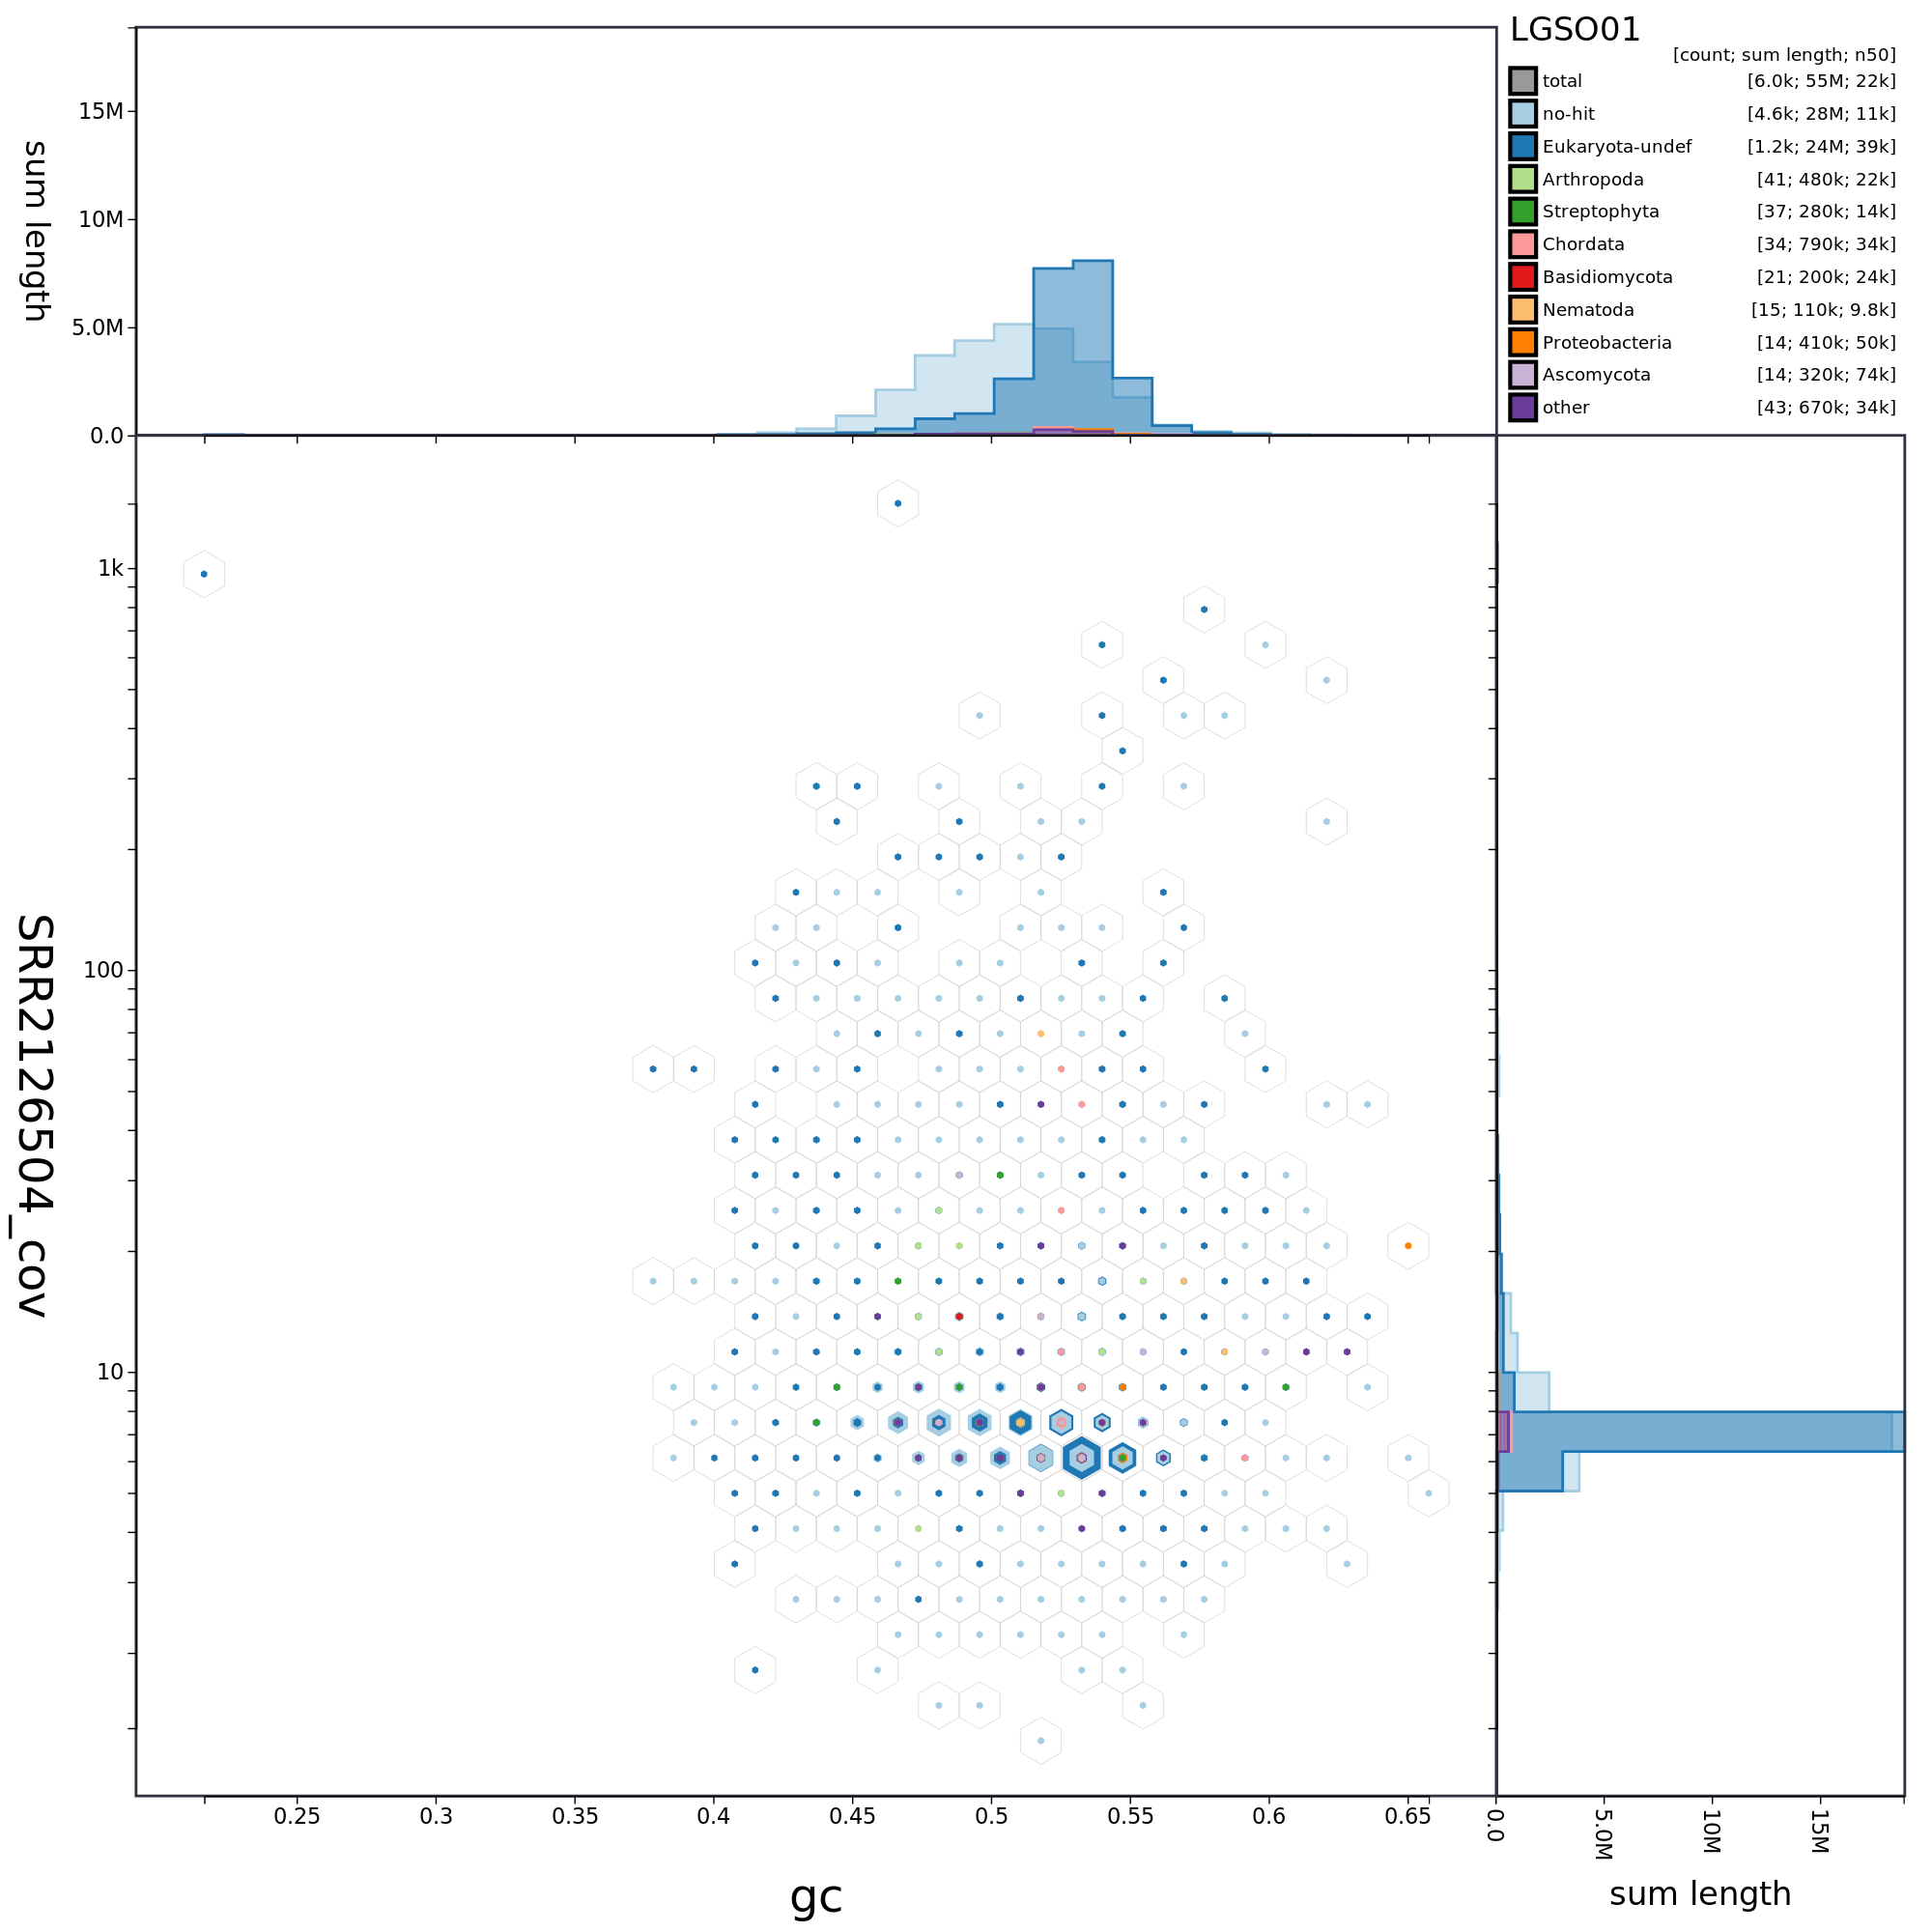 LGSO01
[count; sum length; n50]
total [6.0k; 55M; 22k]
no-hit [4.6k; 28M; 11k]
Eukaryota-undef [1.2k; 24M; 39k]
Arthropoda [41; 480k; 22k]
Streptophyta [37; 280k; 14k]
Chordata [34; 790k; 34k]
Basidiomycota [21; 200k; 24k]
Nematoda [15; 110k; 9.8k]
Proteobacteria [14; 410k; 50k]
Ascomycota [14; 320k; 74k]
other [43; 670k; 34k]
sum length
15M
10M
5.0M
0.0
SRR2126504_cov
1k
100
10
0.25 0.3 0.35 0.4 0.45 0.5 0.55 0.6 0.65
gc
0.0 5.0M 10M 15M
sum length